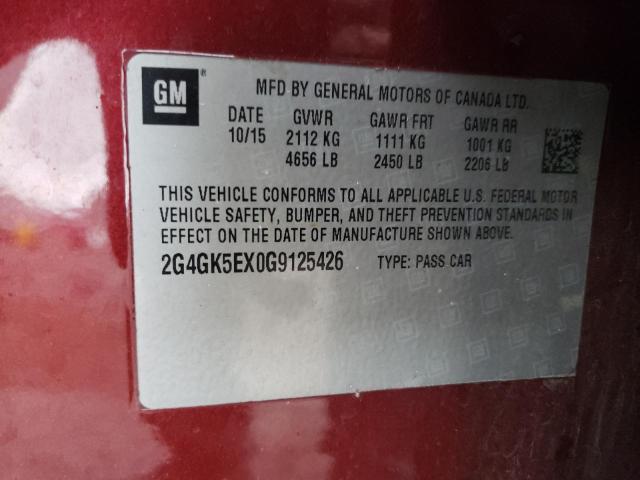 GM ® MFD BY GENERAL MOTORS OF CANADA LTD.
DATE GVWR GAWR FRT GAWR RR
10/15 2112 KG 1111 KG 1001 KG
4656 LB 2450 LB 2206 LB
THIS VEHICLE CONFORMS TO ALL APPLICABLE U.S. FEDERAL MOTOR
VEHICLE SAFETY, BUMPER, AND THEFT PREVENTION STANDARDS IN
EFFECT ON THE DATE OF MANUFACTURE SHOWN ABOVE.
2G4GK5EX0G9125426 TYPE: PASS CAR